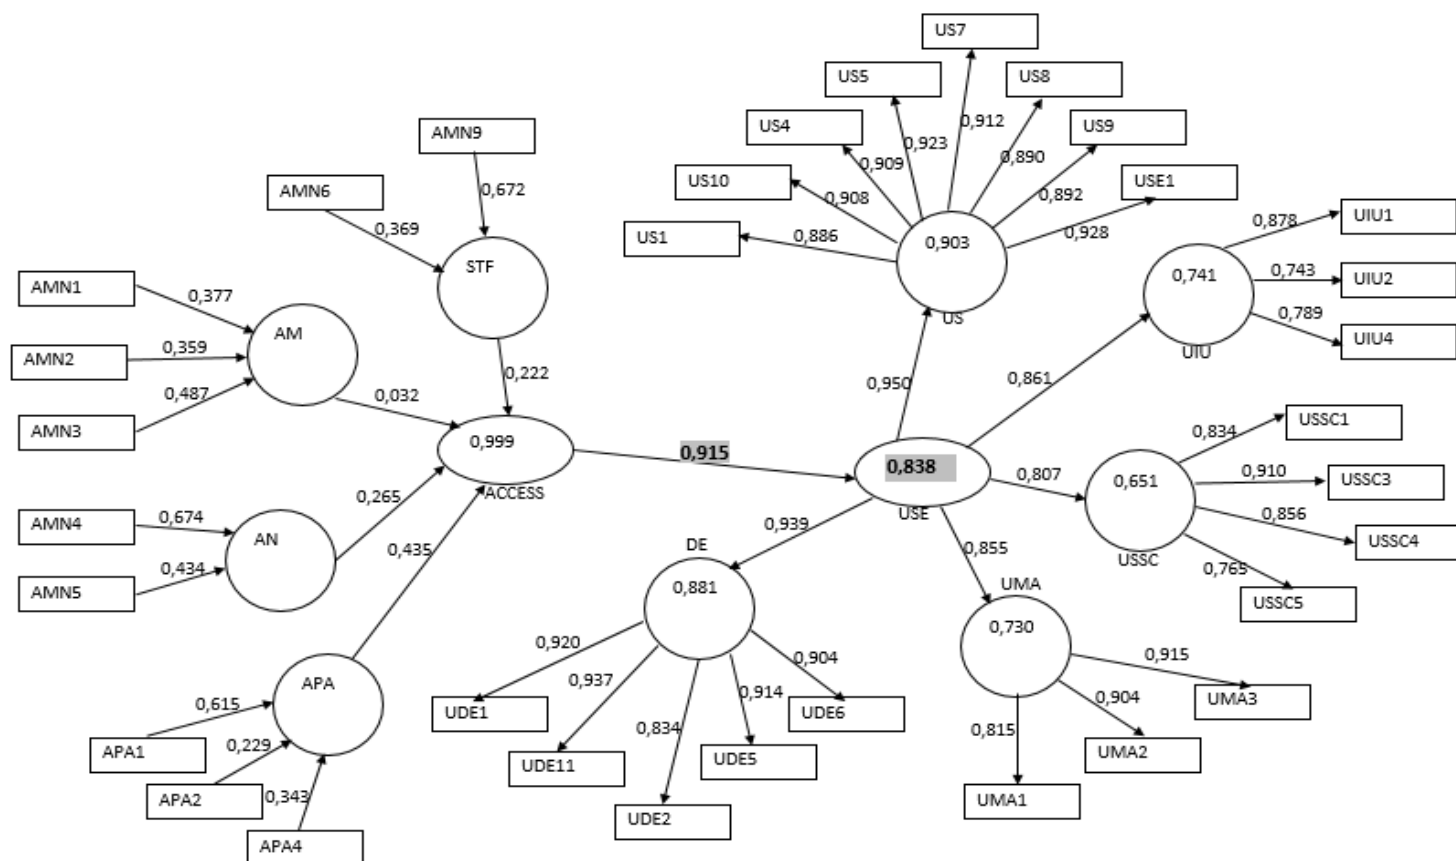 US7
US5
US8
0,912
AMN9
US4
0,923
US9
0,890
0,909
AMN6
0,672
US10
0,892
USE1
0,908
0,369
US1
0,886
0,903
0,928
0,878
UIU1
STF
0,741
0,743
UIU2
AMN1
0,377
US
0,789
AM
UIU4
AMN2
0,359
UIU
0,222
0,950
0,861
0,487
0,032
AMN3
0,834
USSC1
0,999
0,915
0,838
0,807
0,910
USSC3
0,265
ACCESS
0,651
USE
0,674
0,856
AMN4
0,939
USSC4
AN
0,435
DE
0,855
USSC
0,434
0,765
AMN5
0,881
UMA
USSC5
0,730
0,920
0,904
0,915
APA
0,937
0,914
0,904
UMA3
0,615
UDE1
UDE6
0,834
0,815
APA1
0,229
UDE11
UDE5
UMA2
APA2
0,343
UMA1
UDE2
APA4